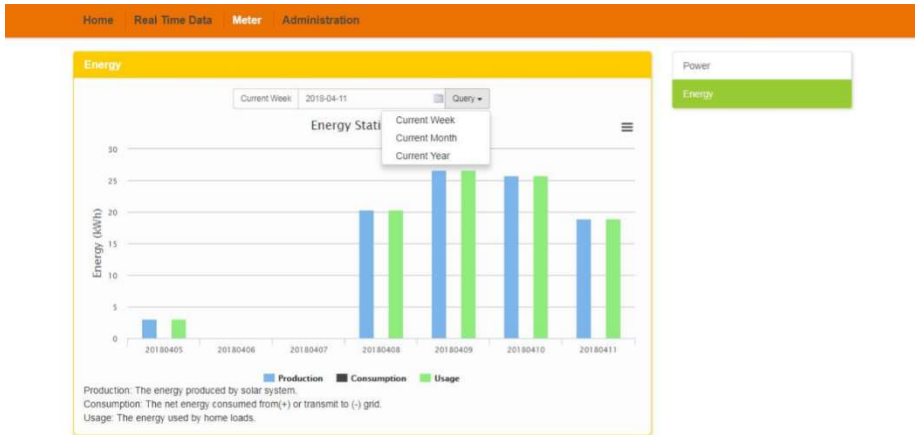 Home Real Time Data Meter Administration
Energy
Power
Energy
Current Week 2018-04-11 Query
Current Week
Current Month
Current Year
Energy Stati
30
25
20
15
10
5
0
Energy (kWh)
20180405 20180406 20180407 20180408 20180409 20180410 20180411
Production Consumption Usage
Production: The energy produced by solar system.
Consumption: The net energy consumed from(+) or transmit to (-) grid.
Usage: The energy used by home loads.